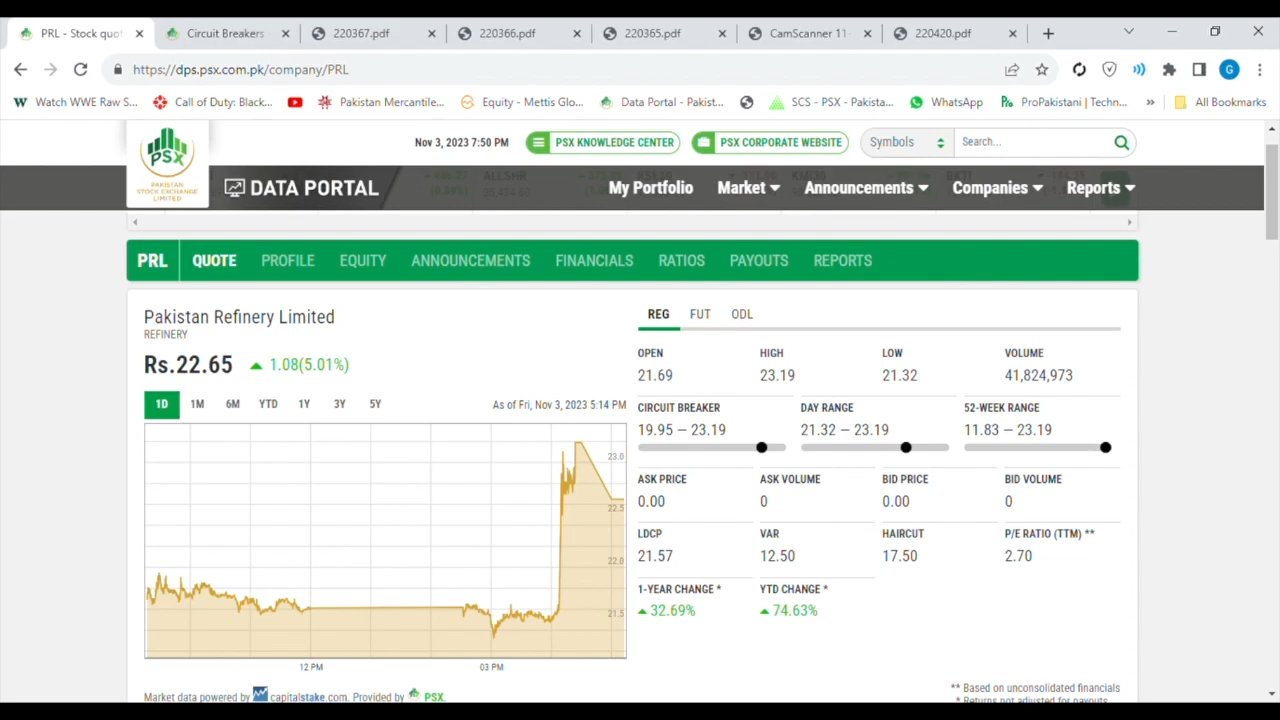 PRL - Stock quot
Circuit Breakers
220367.pdf
220366.pdf
220365.pdf
CamScanner 11-
220420.pdf
https://dps.psx.com.pk/company/PRL
G
W Watch WWE Raw S...
Call of Duty: Black...
Pakistan Mercantile...
Equity - Mettis Glo...
Data Portal - Pakist...
SCS - PSX - Pakista...
WhatsApp
ProPakistani | Techn...
»
All Bookmarks
PSX
PAKISTAN
STOCK EXCHANGE
LIMITED
Nov 3, 2023 7:50 PM
PSX KNOWLEDGE CENTER
PSX CORPORATE WEBSITE
Symbols
Search...
DATA PORTAL
ALLSHR
My Portfolio
Market
Announcements
Companies
Reports
PRL
QUOTE
PROFILE
EQUITY
ANNOUNCEMENTS
FINANCIALS
RATIOS
PAYOUTS
REPORTS
Pakistan Refinery Limited
REFINERY
Rs.22.65 1.08(5.01%)
1D 1M 6M YTD 1Y 3Y 5Y
As of Fri, Nov 3, 2023 5:14 PM
23.0
22.5
22.0
21.5
12 PM 03 PM
Market data powered by capitalstake.com. Provided by PSX.
REG FUT ODL
OPEN HIGH LOW VOLUME
21.69 23.19 21.32 41,824,973
CIRCUIT BREAKER DAY RANGE 52-WEEK RANGE
19.95 — 23.19 21.32 — 23.19 11.83 — 23.19
ASK PRICE ASK VOLUME BID PRICE BID VOLUME
0.00 0 0.00 0
LDCP VAR HAIRCUT P/E RATIO (TTM) **
21.57 12.50 17.50 2.70
1-YEAR CHANGE * YTD CHANGE *
32.69% 74.63%
** Based on unconsolidated financials
* Returns not adjusted for payouts